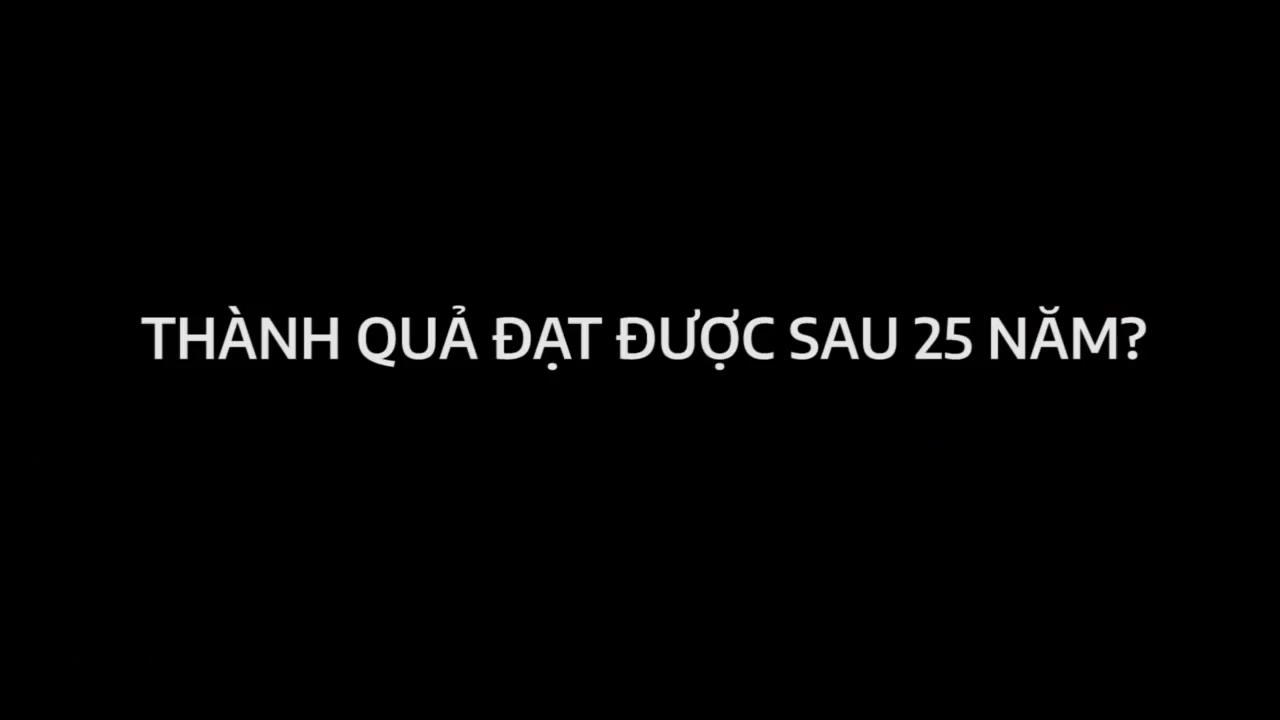 THÀNH QUẢ ĐẠT ĐƯỢC SAU 25 NĂM?